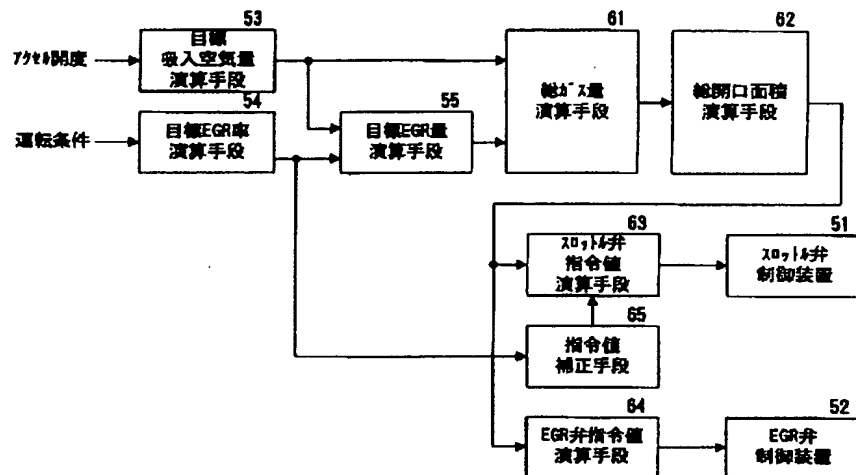 53
アクセル開度
目標
吸入空気量
演算手段
61
総ガス量
演算手段
62
総開口面積
演算手段
54
運転条件
目標EGR率
演算手段
55
目標EGR量
演算手段
63
スロットル弁
指令値
演算手段
51
スロットル弁
制御装置
65
指令値
補正手段
64
EGR弁指令値
演算手段
52
EGR弁
制御装置